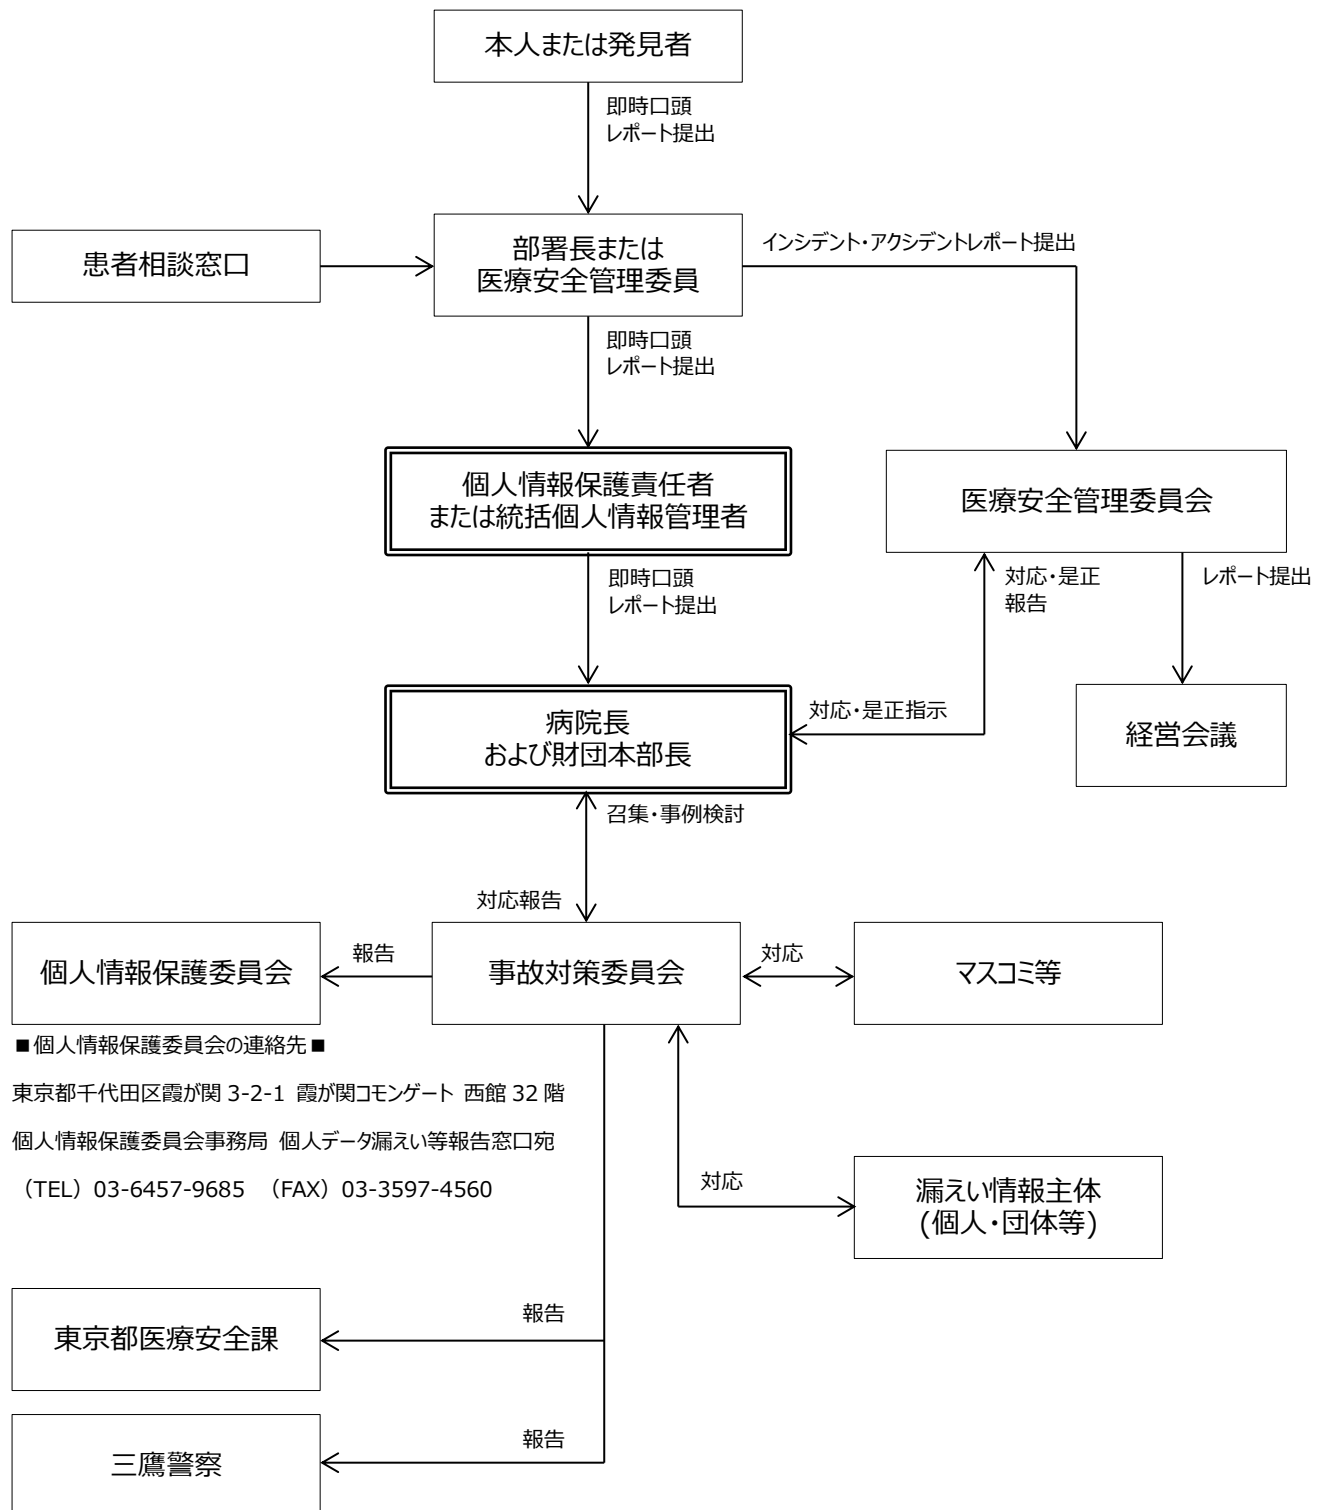 本人または発見者
即時口頭
レポート提出
患者相談窓口
部署長または
医療安全管理委員
インシデント・アクシデントレポート提出
即時口頭
レポート提出
個人情報保護責任者
または統括個人情報管理者
医療安全管理委員会
即時口頭
レポート提出
対応・是正
報告
レポート提出
病院長
および財団本部長
対応・是正指示
経営会議
召集・事例検討
対応報告
個人情報保護委員会
報告
事故対策委員会
対応
マスコミ等
■個人情報保護委員会の連絡先■
東京都千代田区霞が関 3-2-1 霞が関コモンゲート 西館 32 階
個人情報保護委員会事務局 個人データ漏えい等報告窓口宛
（TEL）03-6457-9685 （FAX）03-3597-4560
対応
漏えい情報主体
(個人・団体等)
報告
東京都医療安全課
報告
三鷹警察